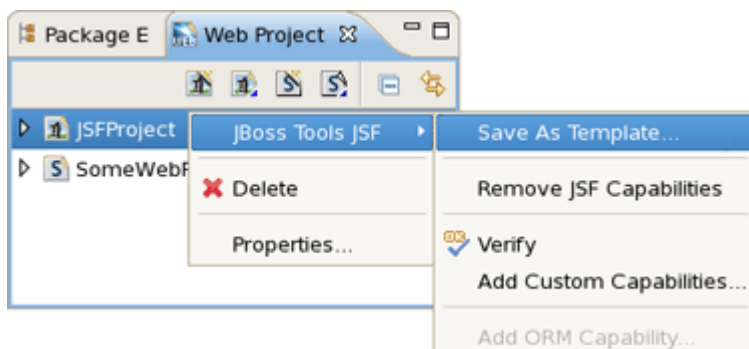 Package E Web Project
JSFProject JBoss Tools JSF Save As Template...
SomeWebP Delete Remove JSF Capabilities
Properties... Verify
Add Custom Capabilities...
Add ORM Capability...